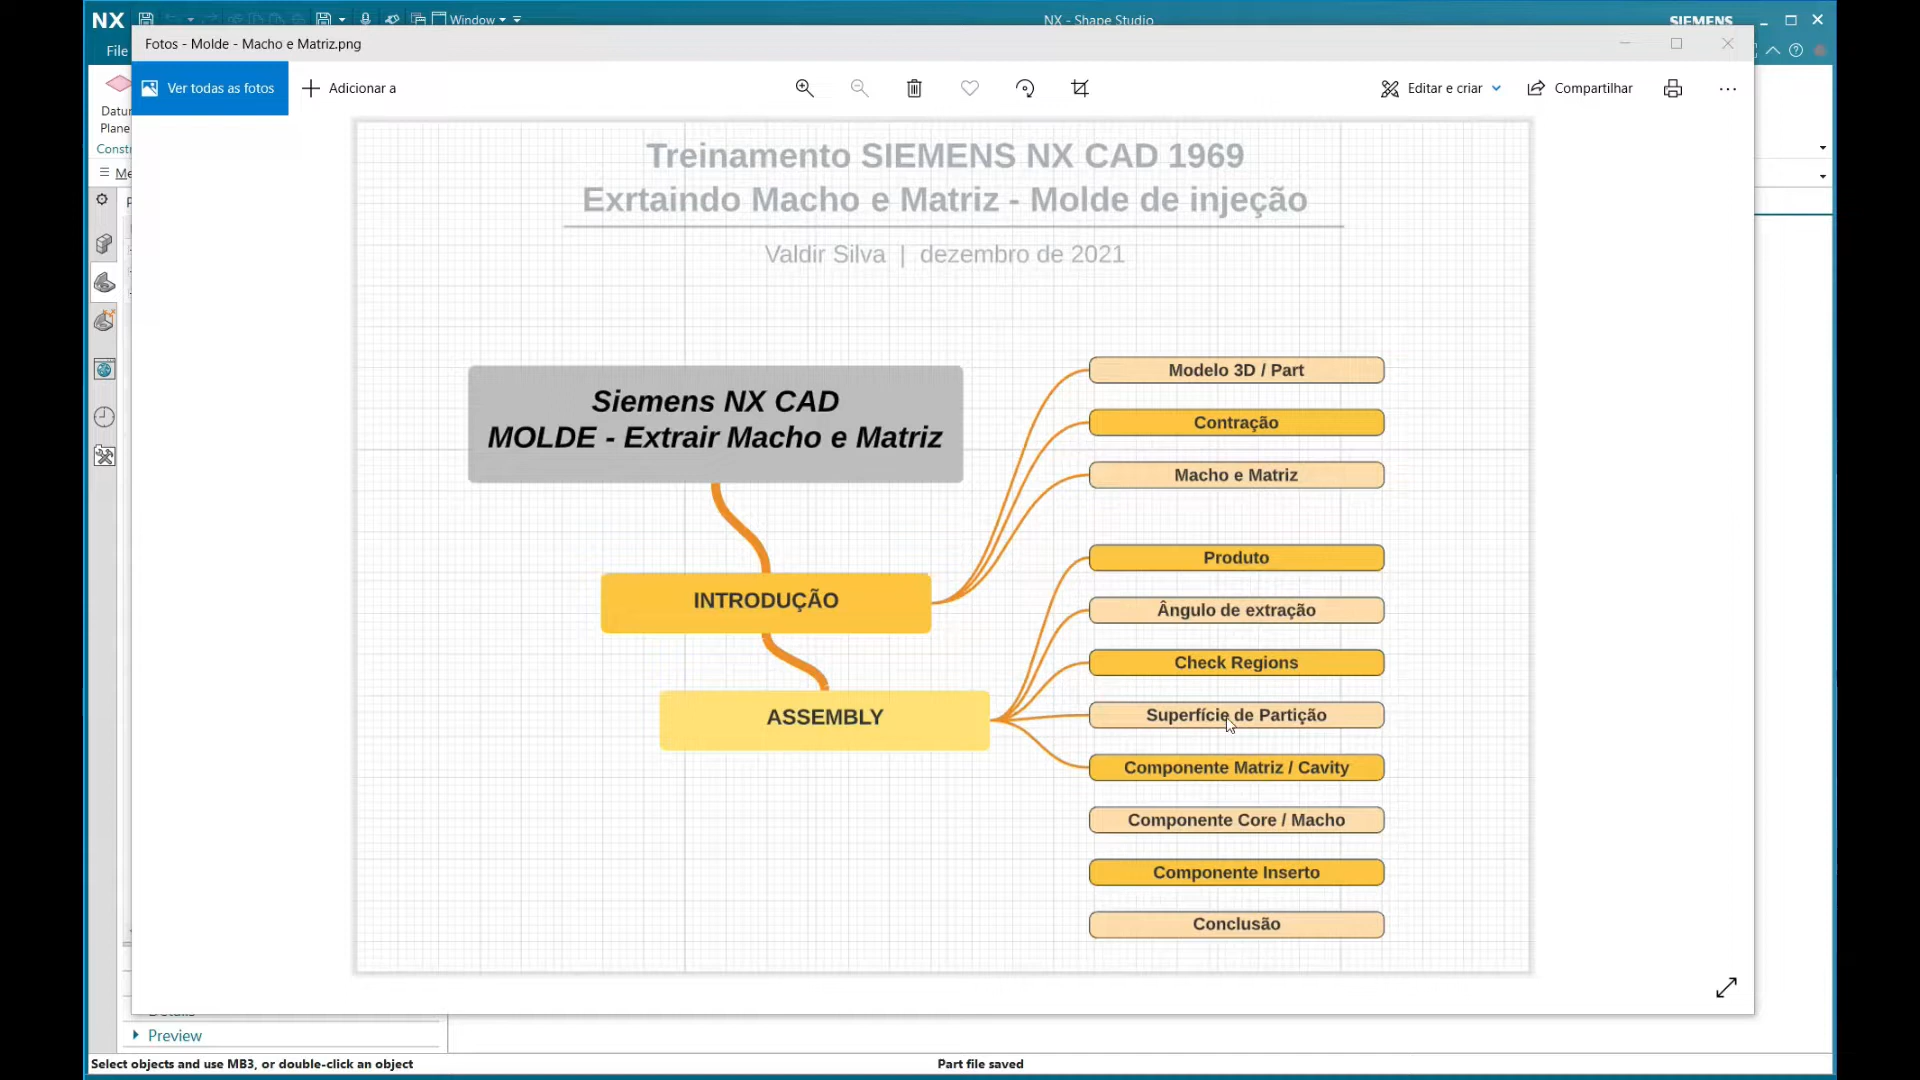 NX
Window
NX - Shape Studio
SIEMENS
File
Fotos - Molde - Macho e Matriz.png
Ver todas as fotos
Adicionar a
Editar e criar
Compartilhar
Plane
Treinamento SIEMENS NX CAD 1969
Exrtaindo Macho e Matriz - Molde de injeção
Valdir Silva | dezembro de 2021
Siemens NX CAD
MOLDE - Extrair Macho e Matriz
INTRODUÇÃO
ASSEMBLY
Modelo 3D / Part
Contração
Macho e Matriz
Produto
Ângulo de extração
Check Regions
Superfície de Partição
Componente Matriz / Cavity
Componente Core / Macho
Componente Inserto
Conclusão
Preview
Select objects and use MB3, or double-click an object
Part file saved